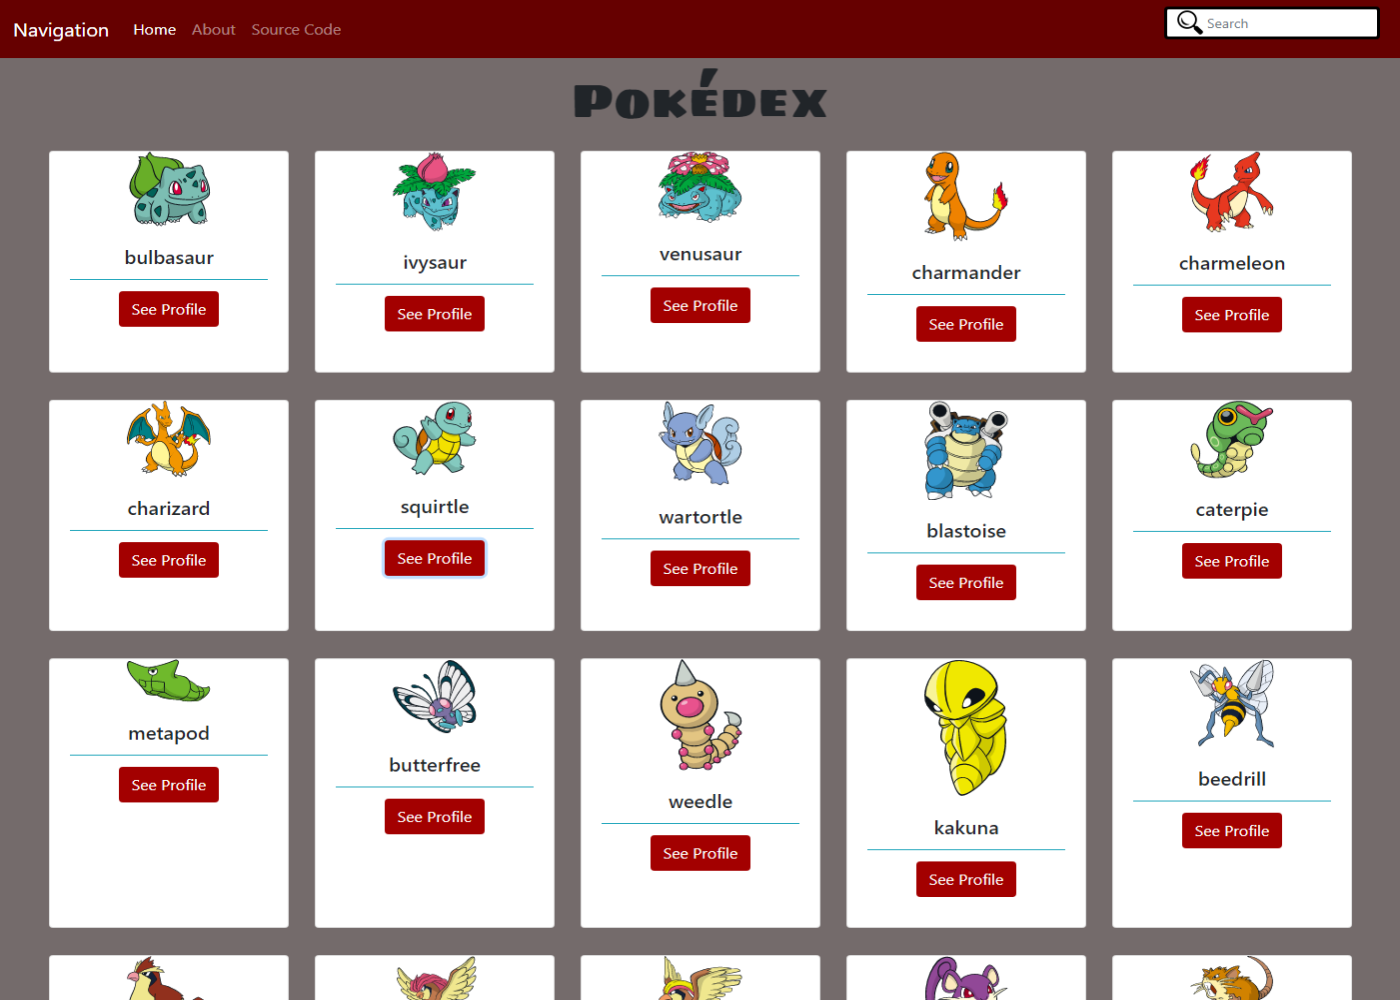 Navigation Home About Source Code Search
Pokédex
bulbasaur ivysaur venusaur charmander charmeleon
See Profile See Profile See Profile See Profile See Profile
charizard squirtle wartortle blastoise caterpie
See Profile See Profile See Profile See Profile See Profile
metapod butterfree weedle kakuna beedrill
See Profile See Profile See Profile See Profile See Profile